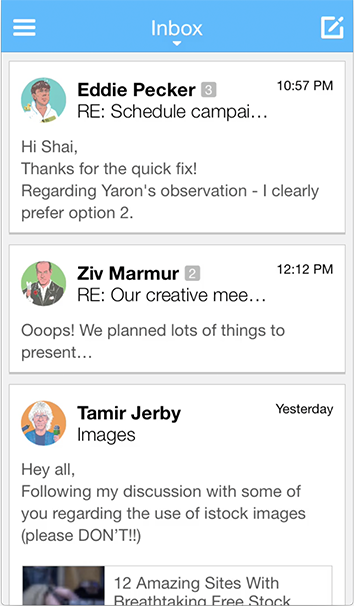 Inbox
Eddie Pecker 3
10:57 PM
RE: Schedule campai...
Hi Shai,
Thanks for the quick fix!
Regarding Yaron's observation - I clearly
prefer option 2.
Ziv Marmur 2
12:12 PM
RE: Our creative mee...
Ooops! We planned lots of things to
present...
Tamir Jerby
Yesterday
Images
Hey all,
Following my discussion with some of
you regarding the use of istock images
(please DON'T!!)
12 Amazing Sites With
Breathtaking Free Stock